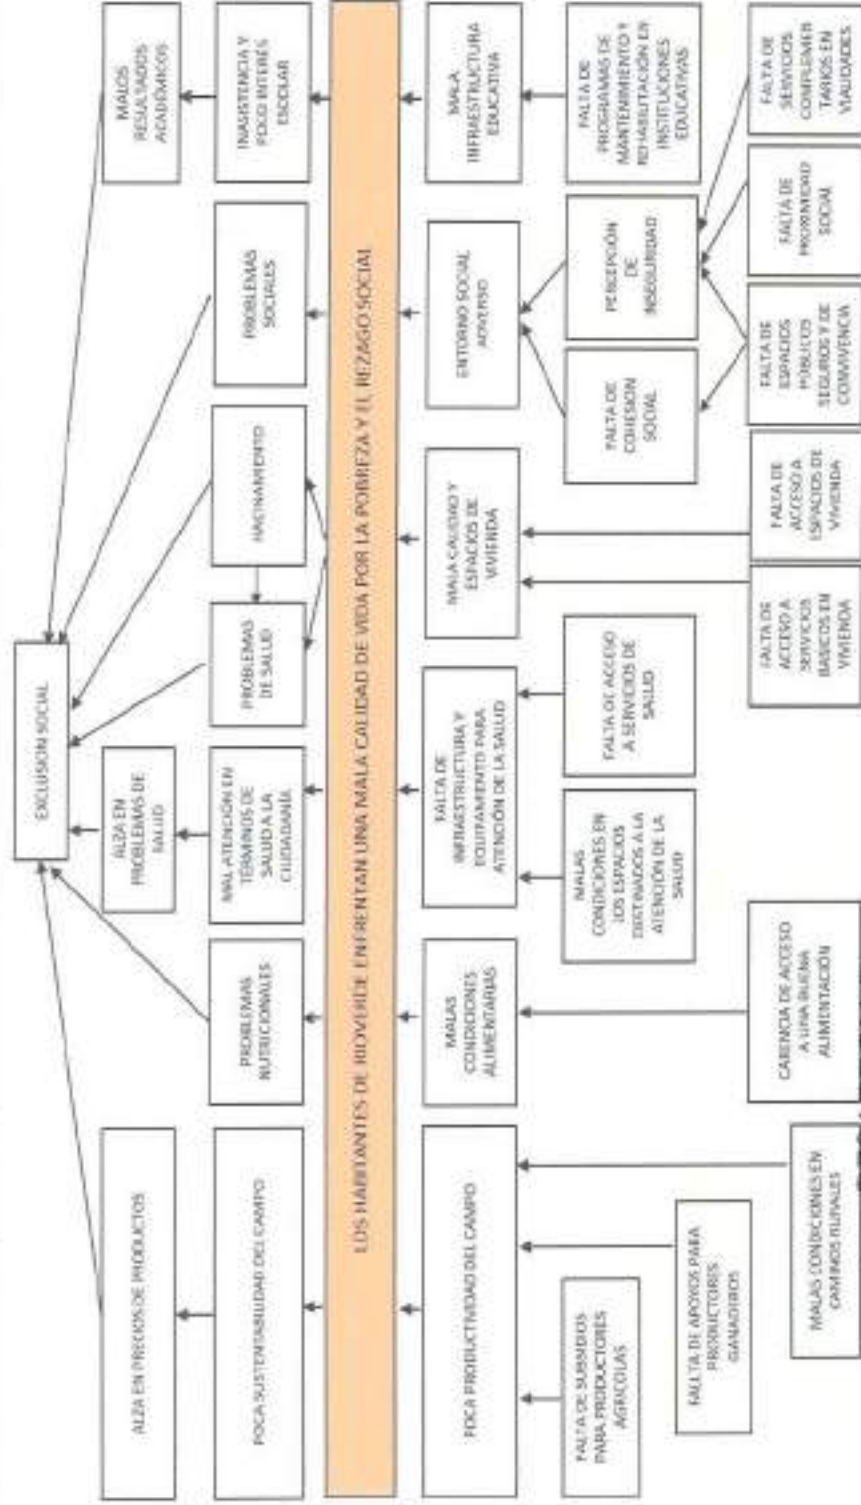 EXCLUSION SOCIAL
ALZA EN PRECIOS DE PRODUCTOS
ALZA EN
PROBLEMAS DE
SALUD
MALOS
RESULTADOS
ACADÉMICOS
POCA SUSTENTABILIDAD DEL CAMPO
PROBLEMAS
NUTRICIONALES
MAL ATENCIÓN EN
TÉRMINOS DE
SALUD A LA
CIUDADANÍA
PROBLEMAS
DE SALUD
HACINAMIENTO
PROBLEMAS
SOCIALES
INASISTENCIA Y
POCO INTERÉS
ESCOLAR
LOS HABITANTES DE RIOVERDE ENFRENTAN UNA MALA CALIDAD DE VIDA POR LA POBREZA Y EL REZAGO SOCIAL
POCA PRODUCTIVIDAD DEL CAMPO
MALAS
CONDICIONES
ALIMENTARIAS
FALTA DE
INFRAESTRUCTURA Y
EQUIPAMIENTO PARA
ATENCIÓN DE LA SALUD
MALA CALIDAD Y
ESPACIOS DE
VIVIENDA
ENTORNO SOCIAL
ADVERSO
MALA
INFRAESTRUCTURA
EDUCATIVA
FALTA DE SUBSIDIOS
PARA PRODUCTORES
AGRICOLAS
MALAS
CONDICIONES EN
LOS ESPACIOS
DESTINADOS A LA
ATENCIÓN DE LA
SALUD
FALTA DE ACCESO
A SERVICIOS DE
SALUD
FALTA DE
COHESION
SOCIAL
PERCEPCIÓN
DE
INSEGURIDAD
FALTA DE
PROGRAMAS DE
MANTENIMIENTO Y
REHABILITACIÓN EN
INSTITUCIONES
EDUCATIVAS
FALLTA DE APOYOS PARA
PRODUCTORES
GANADEROS
MALAS CONDICIONES EN
CAMINOS RURALES
CARENCIA DE ACCESO
A UNA BUENA
ALIMENTACIÓN
FALTA DE
ACCESO A
SERVICIOS
BASICOS EN
VIVIENDA
FALTA DE
ACCESO A
ESPACIOS DE
VIVIENDA
FALTA DE
ESPACIOS
PÚBLICOS
SEGUROS Y DE
CONVIVENCIA
FALTA DE
PROXIMIDAD
SOCIAL
FALTA DE
SERVICIOS
COMPLEMEN
TARIOS EN
VIALIDADES